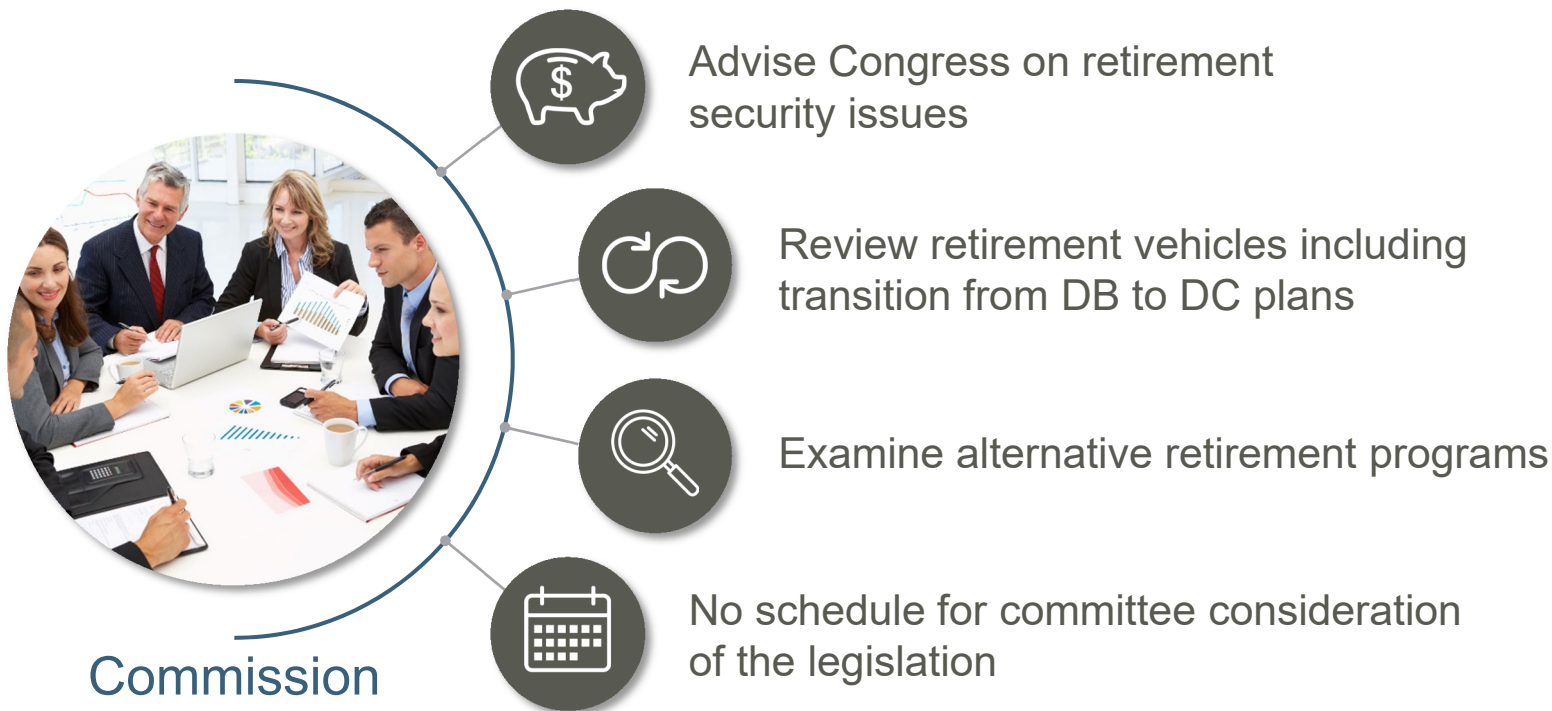 $
Advise Congress on retirement
security issues
Review retirement vehicles including
transition from DB to DC plans
Examine alternative retirement programs
No schedule for committee consideration
of the legislation
Commission